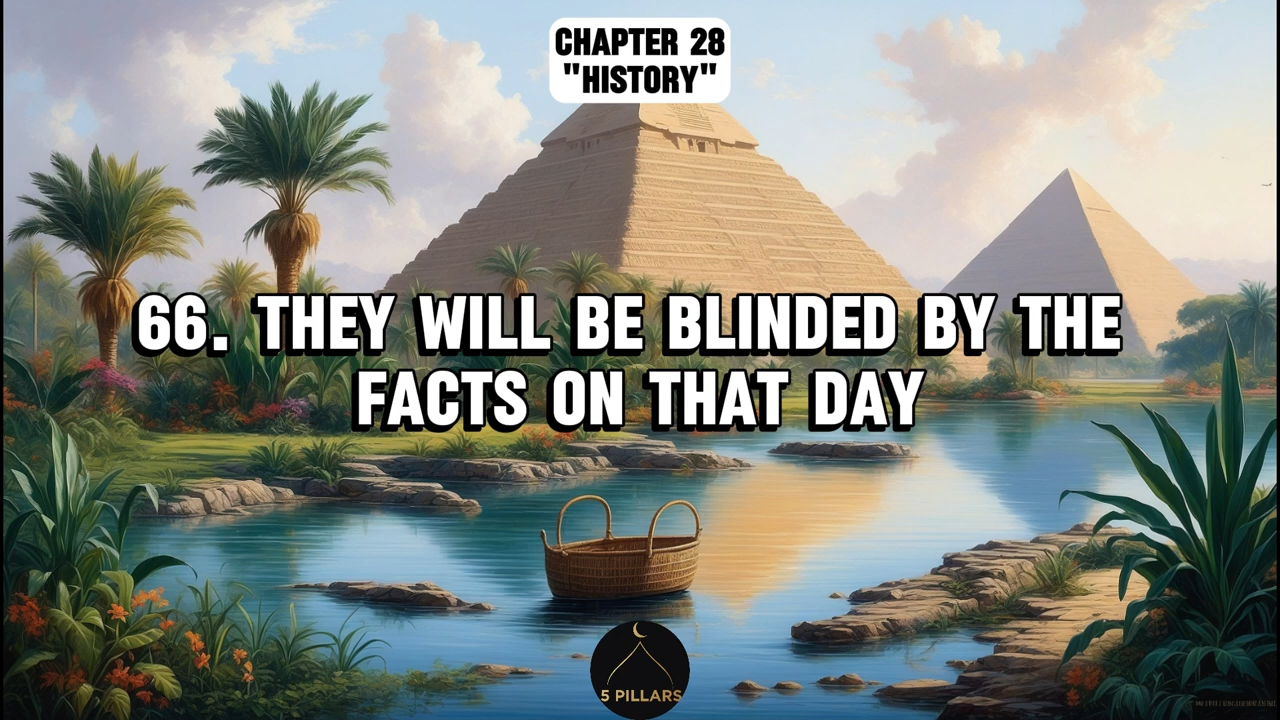 CHAPTER 28
"HISTORY"
66. THEY WILL BE BLINDED BY THE
FACTS ON THAT DAY
5 PILLARS